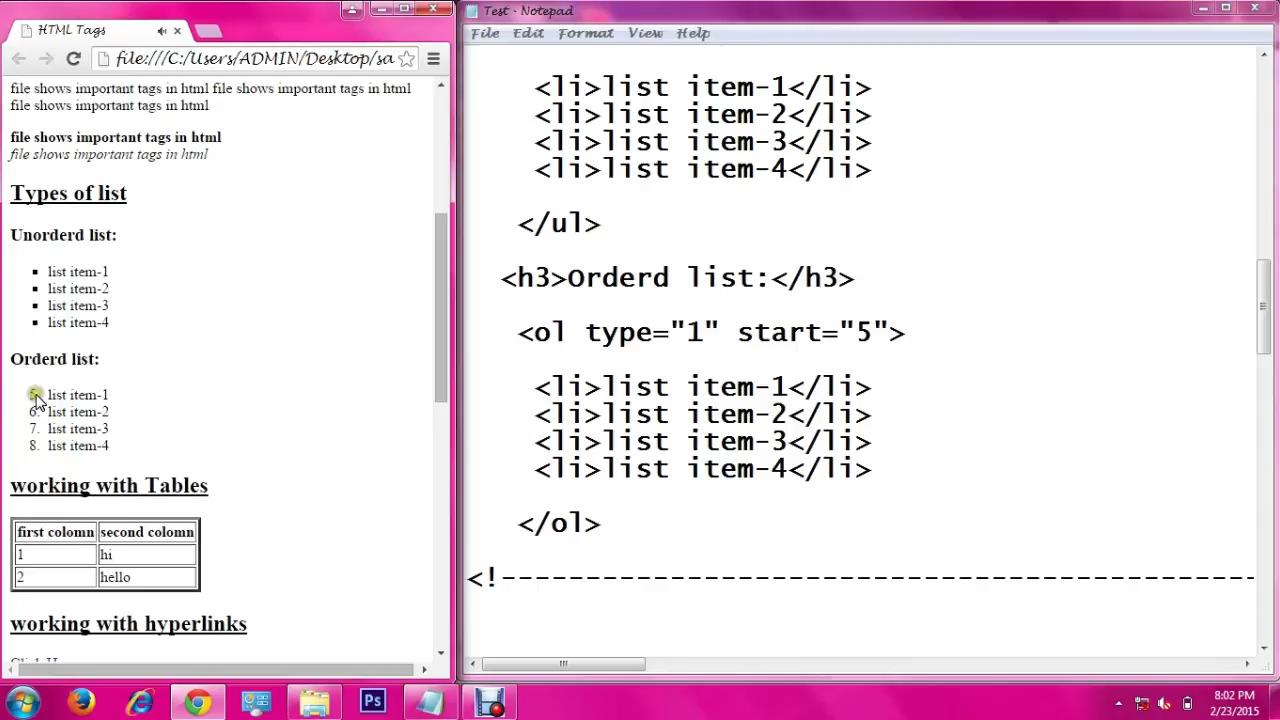 HTML Tags
file:///C:/Users/ADMIN/Desktop/sa
file shows important tags in html file shows important tags in html
file shows important tags in html
file shows important tags in html
file shows important tags in html
Types of list
Unorderd list:
list item-1
list item-2
list item-3
list item-4
Orderd list:
5. list item-1
6. list item-2
7. list item-3
8. list item-4
working with Tables
first colomn second colomn
1 hi
2 hello
working with hyperlinks
Test - Notepad
File Edit Format View Help
<li>list item-1</li>
<li>list item-2</li>
<li>list item-3</li>
<li>list item-4</li>
</ul>
<h3>Orderd list:</h3>
<ol type="1" start="5">
<li>list item-1</li>
<li>list item-2</li>
<li>list item-3</li>
<li>list item-4</li>
</ol>
<!--------------------------------------------
Ps
8:02 PM
2/23/2015